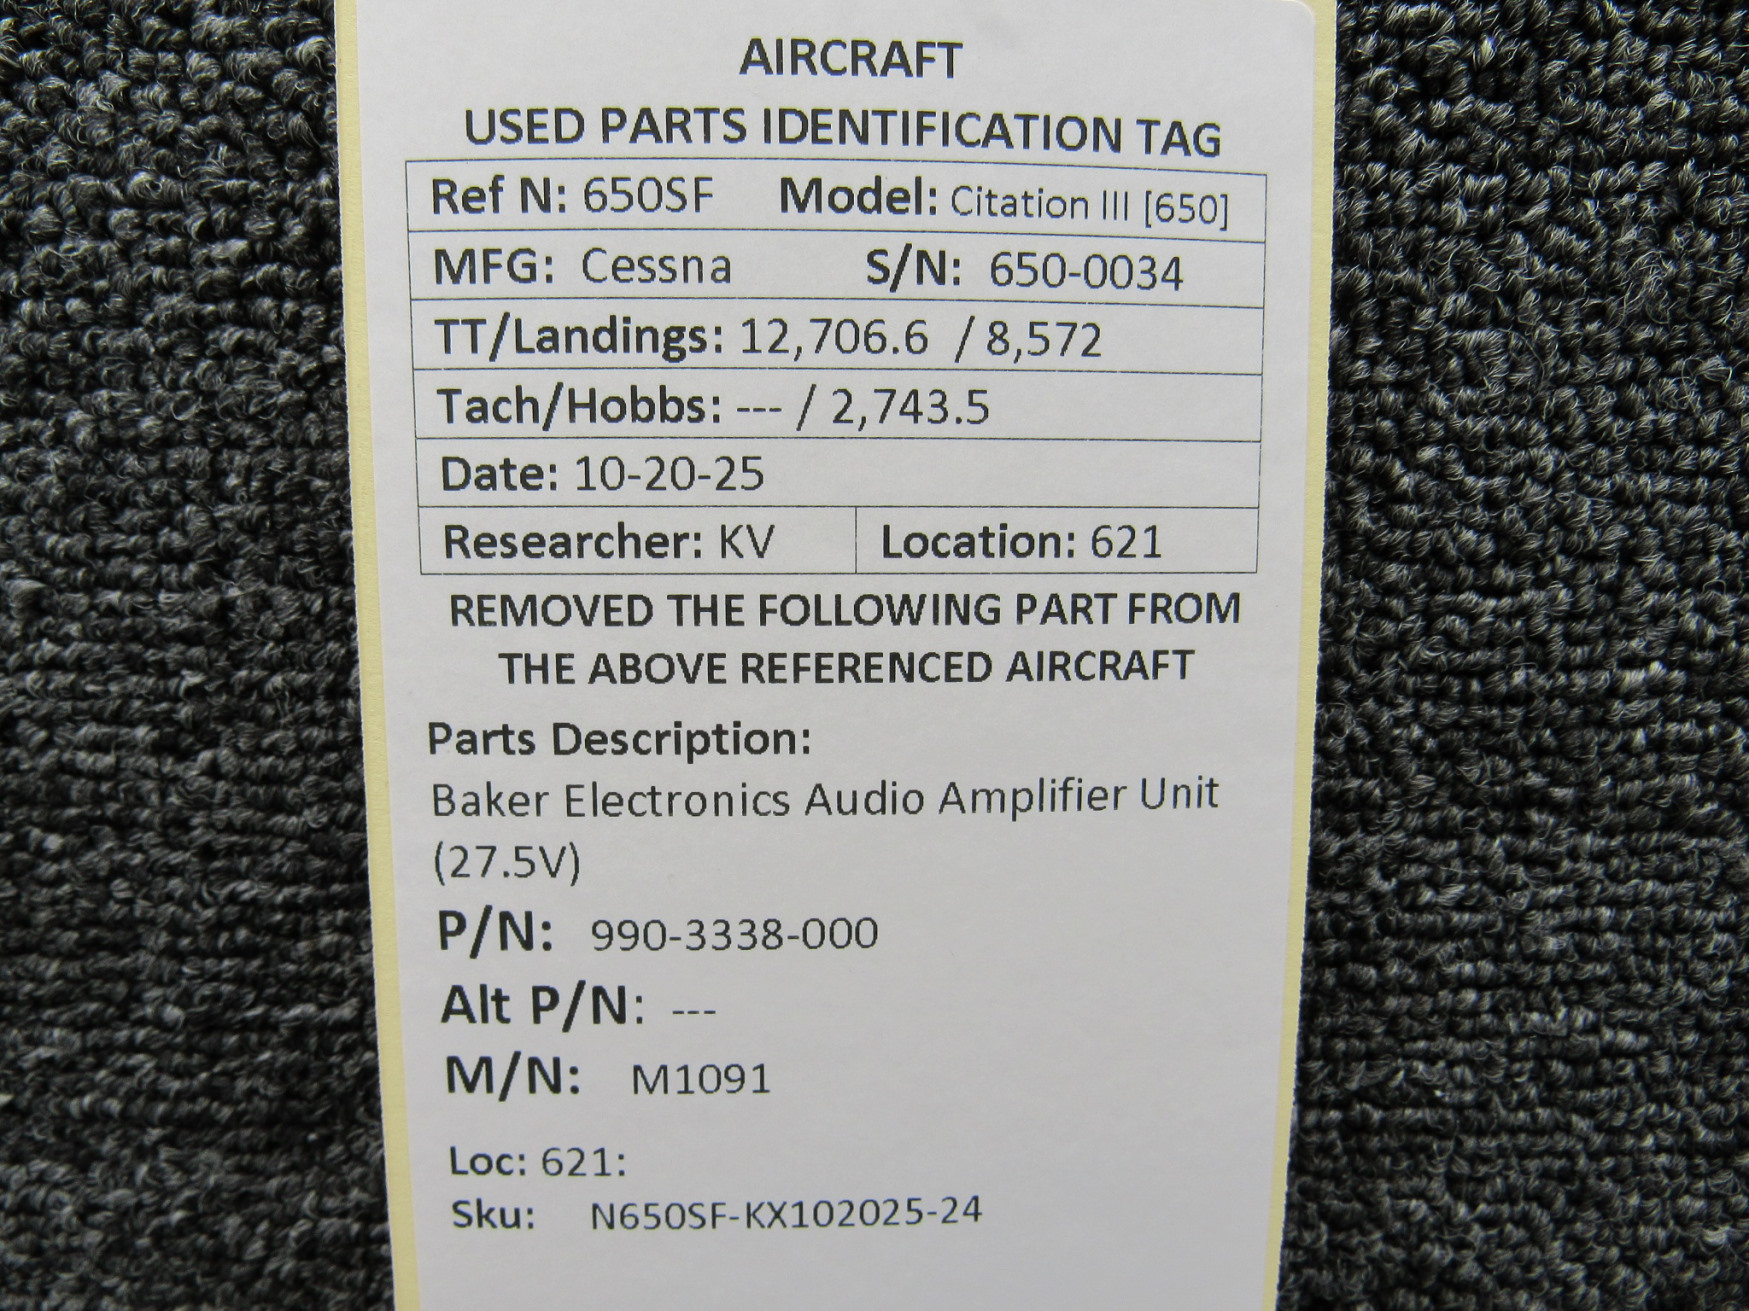 AIRCRAFT
USED PARTS IDENTIFICATION TAG
Ref N: 650SF Model: Citation III [650]
MFG: Cessna S/N: 650-0034
TT/Landings: 12,706.6 / 8,572
Tach/Hobbs: --- / 2,743.5
Date: 10-20-25
Researcher: KV Location: 621
REMOVED THE FOLLOWING PART FROM
THE ABOVE REFERENCED AIRCRAFT
Parts Description:
Baker Electronics Audio Amplifier Unit
(27.5V)
P/N: 990-3338-000
Alt P/N: ---
M/N: M1091
Loc: 621:
Sku: N650SF-KX102025-24